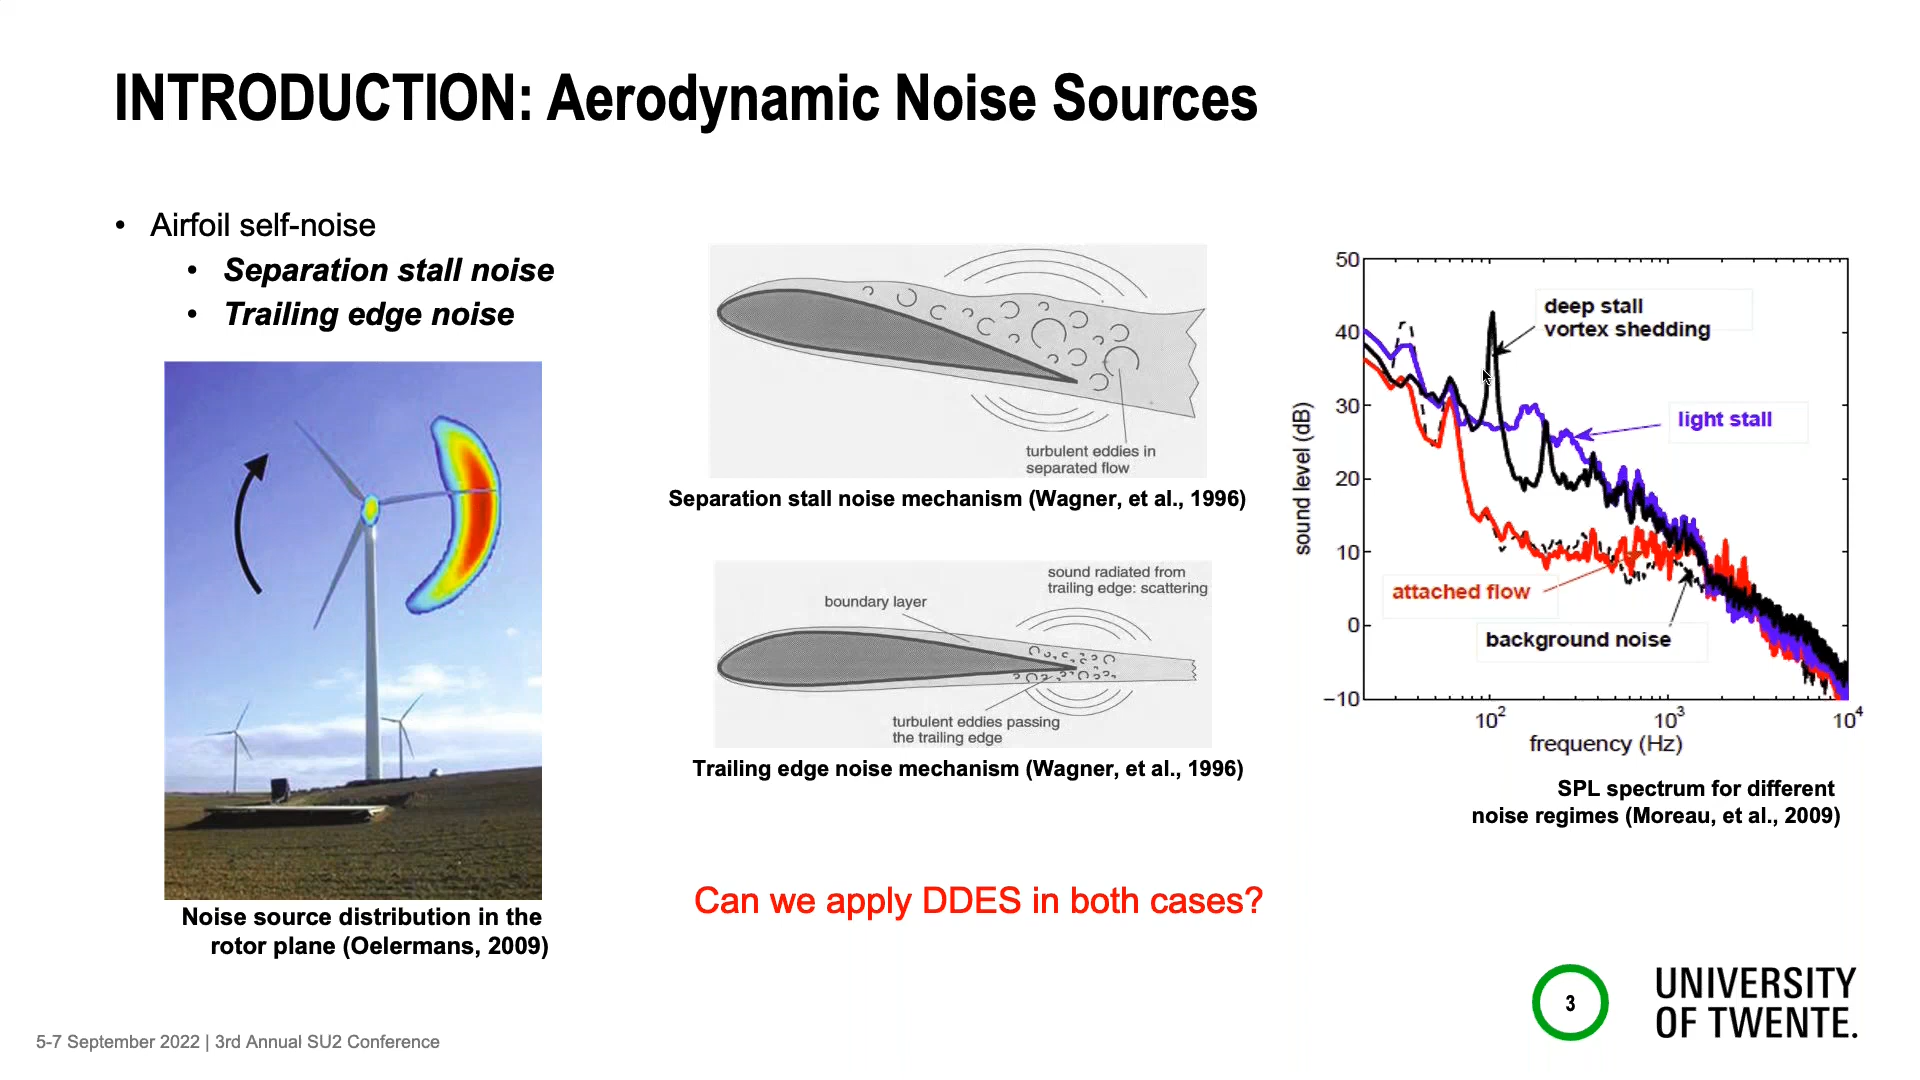 INTRODUCTION: Aerodynamic Noise Sources
• Airfoil self-noise
• Separation stall noise
• Trailing edge noise
Noise source distribution in the
rotor plane (Oelermans, 2009)
turbulent eddies in
separated flow
Separation stall noise mechanism (Wagner, et al., 1996)
sound radiated from
trailing edge: scattering
boundary layer
turbulent eddies passing
the trailing edge
Trailing edge noise mechanism (Wagner, et al., 1996)
Can we apply DDES in both cases?
50
40
30
20
10
0
−10
sound level (dB)
deep stall
vortex shedding
light stall
attached flow
background noise
10² 10³ 10⁴
frequency (Hz)
SPL spectrum for different
noise regimes (Moreau, et al., 2009)
3
UNIVERSITY
OF TWENTE.
5-7 September 2022 | 3rd Annual SU2 Conference